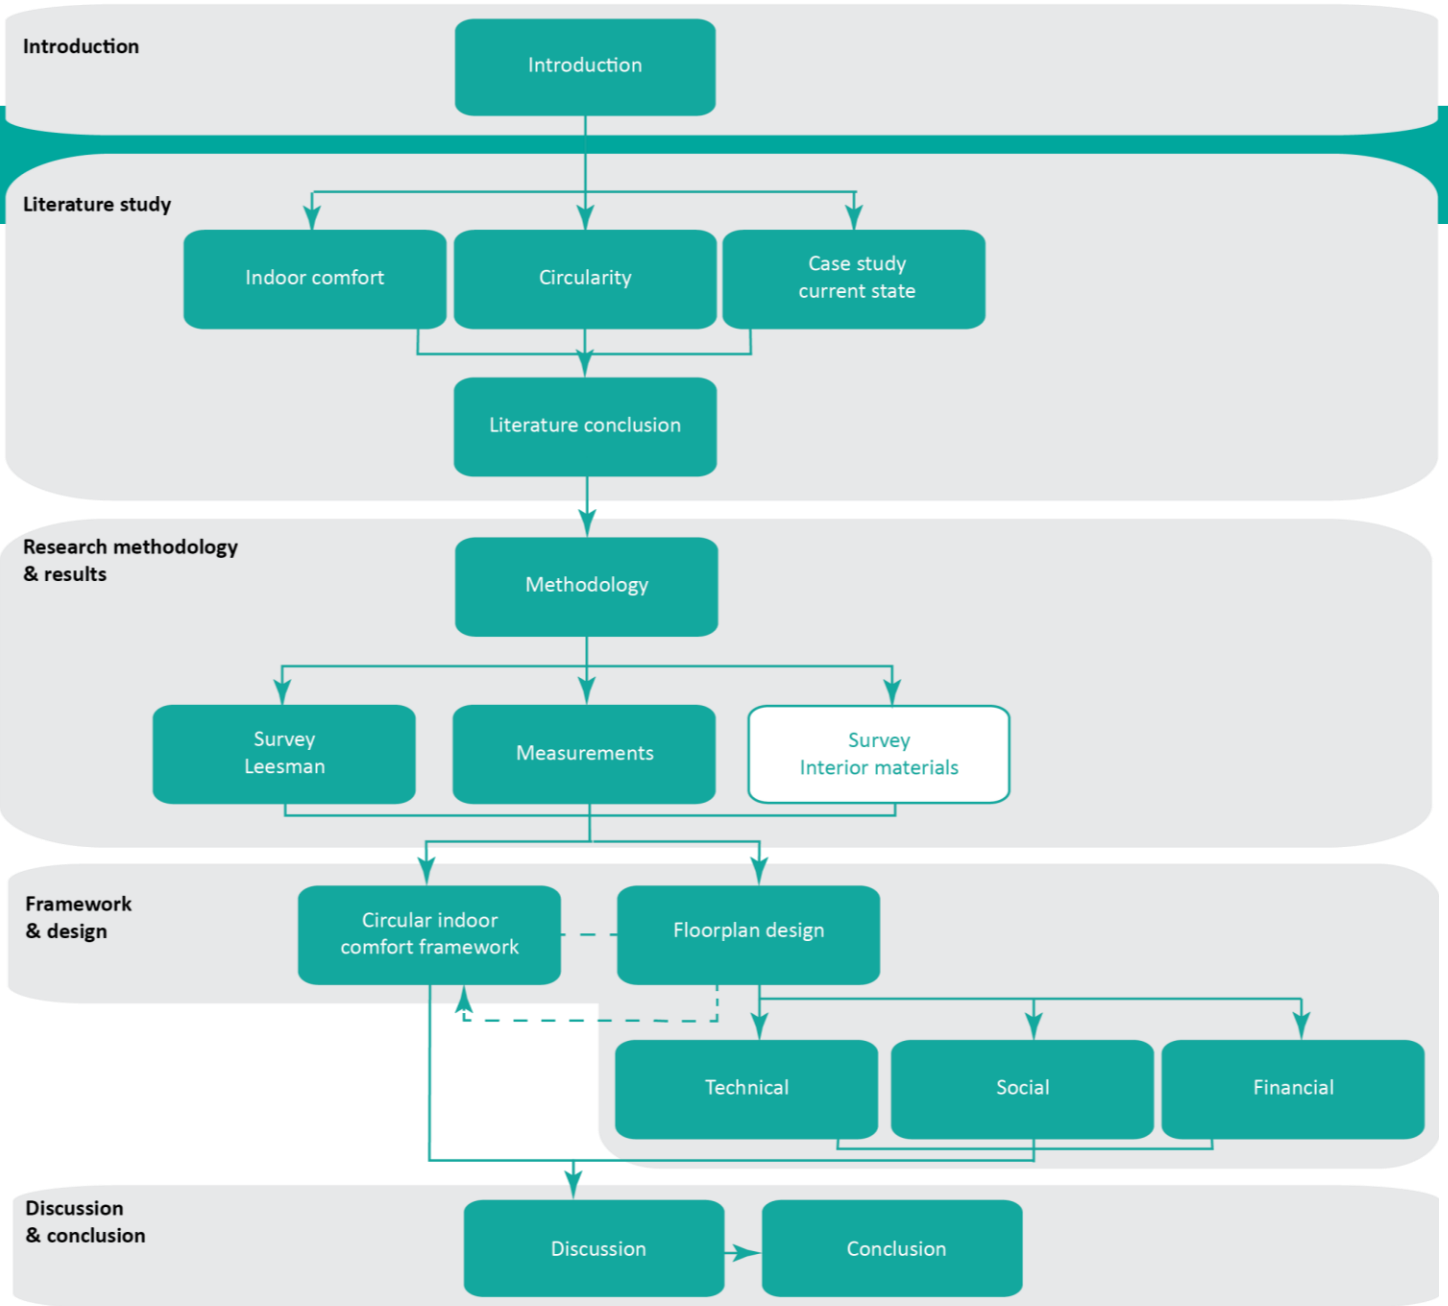 Introduction
Introduction
Literature study
Indoor comfort
Circularity
Case study
current state
Literature conclusion
Research methodology
& results
Methodology
Survey
Leesman
Measurements
Survey
Interior materials
Framework
& design
Circular indoor
comfort framework
Floorplan design
Technical
Social
Financial
Discussion
& conclusion
Discussion
Conclusion